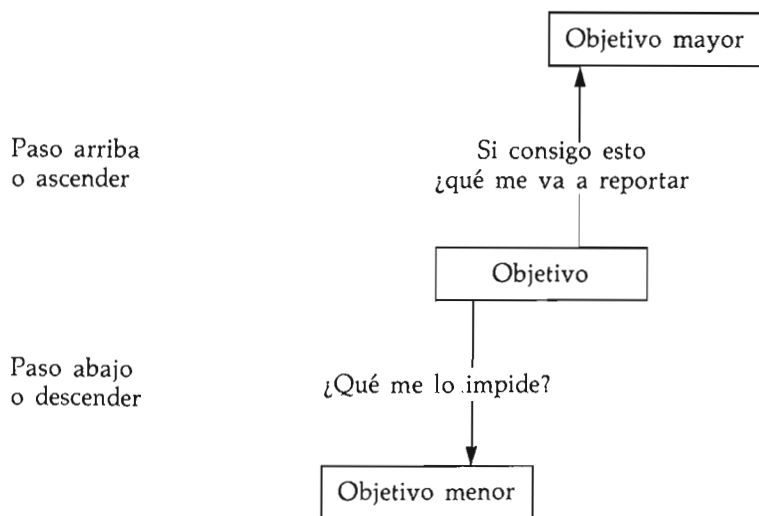 Objetivo mayor
Paso arriba
o ascender
Si consigo esto
¿qué me va a reportar
Objetivo
Paso abajo
o descender
¿Qué me lo impide?
Objetivo menor